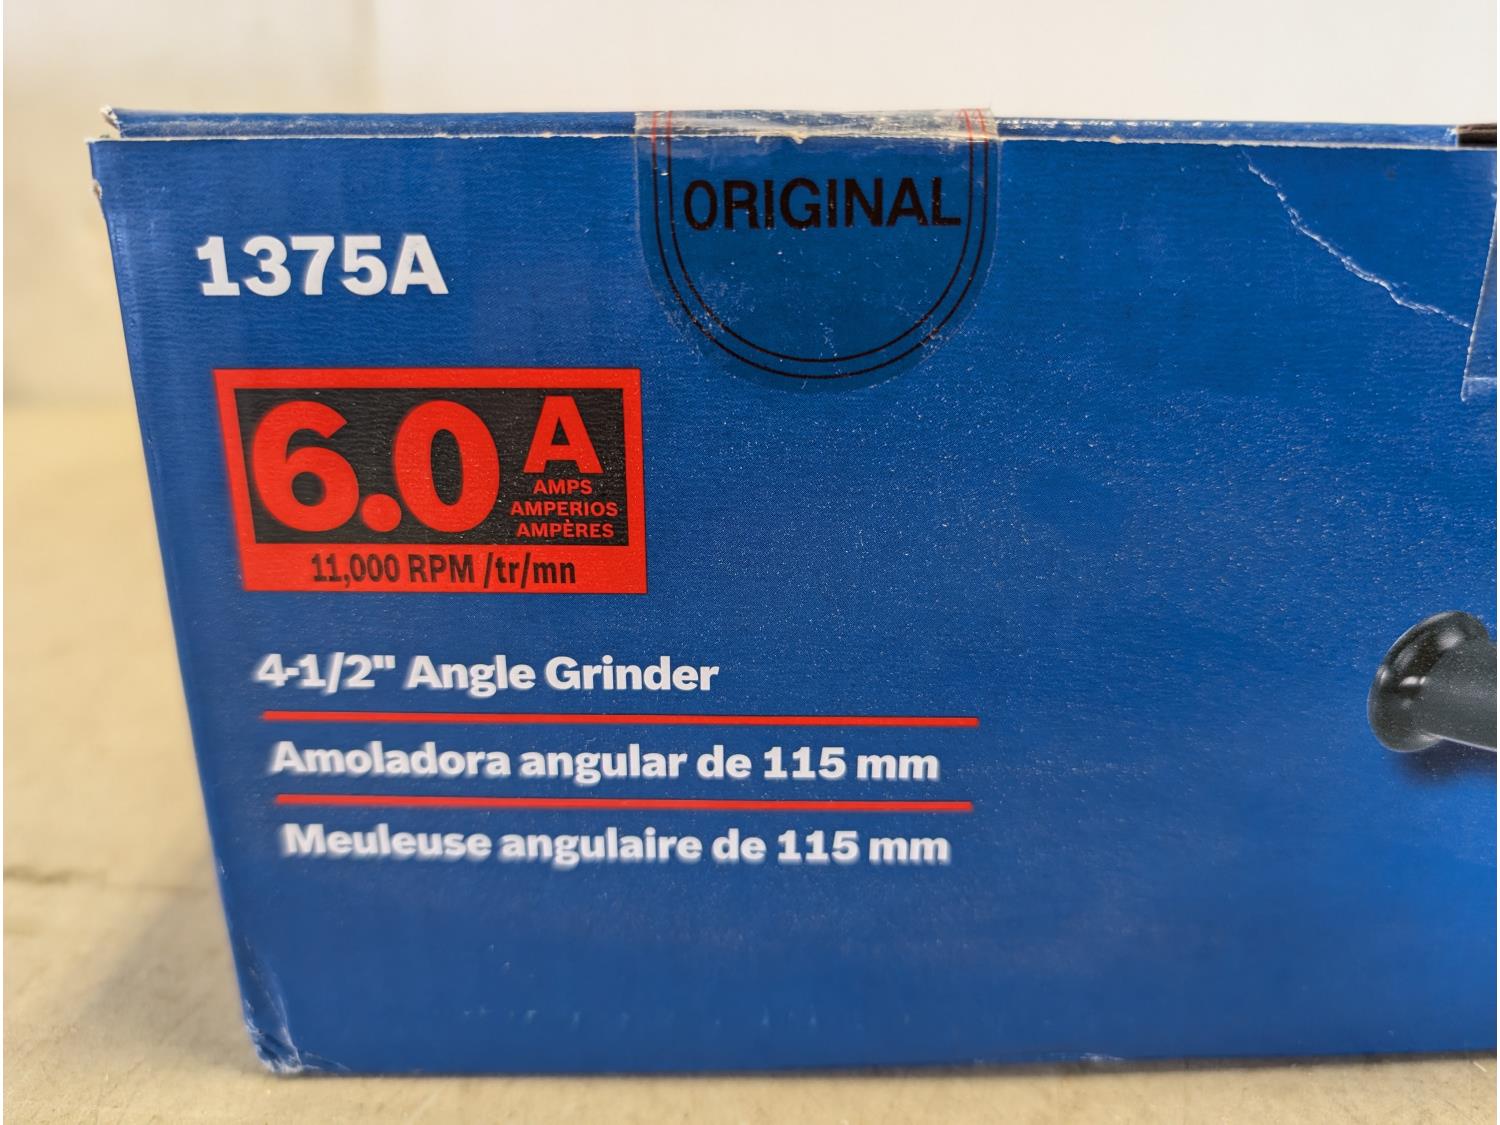 ORIGINAL
1375A
6.0 A
AMPS
AMPERIOS
AMPÈRES
11,000 RPM /tr/mn
4-1/2" Angle Grinder
Amoladora angular de 115 mm
Meuleuse angulaire de 115 mm